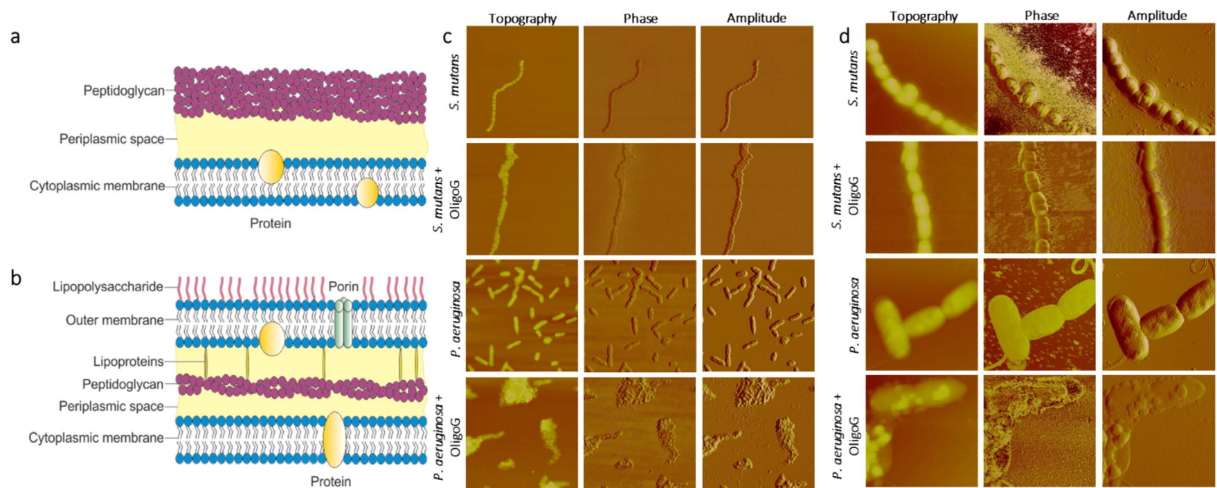 a
Peptidoglycan
Periplasmic space
Cytoplasmic membrane
Protein
b
Lipopolysaccharide
Porin
Outer membrane
Lipoproteins
Peptidoglycan
Periplasmic space
Cytoplasmic membrane
Protein
c
Topography
Phase
Amplitude
S. mutans
S. mutans +
OligoG
P. aeruginosa
P. aeruginosa +
OligoG
d
Topography
Phase
Amplitude
S. mutans
S. mutans +
OligoG
P. aeruginosa
P. aeruginosa +
OligoG